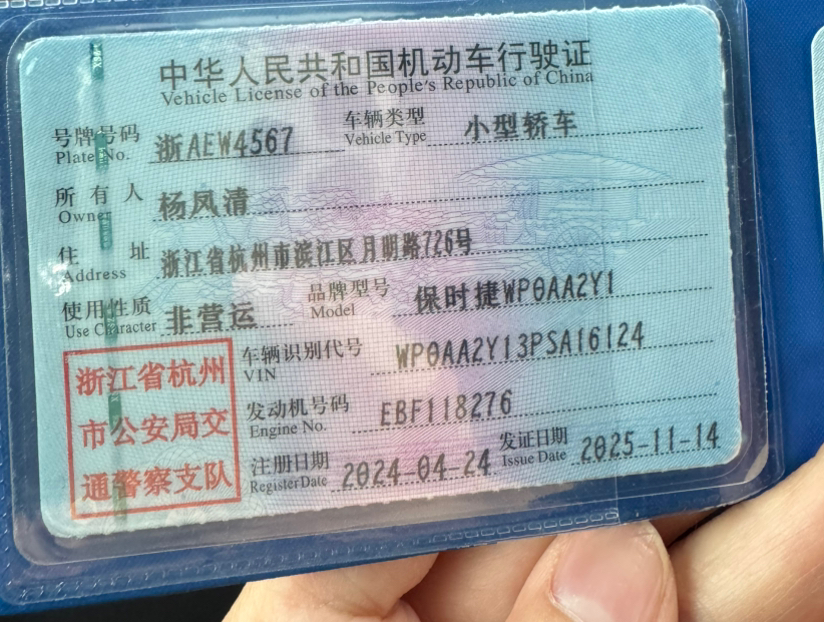 中华人民共和国机动车行驶证
Vehicle License of the People's Republic of China
号牌号码 浙AEW4567 车辆类型 小型轿车
Plate No. Vehicle Type
所有人 杨凤清
Owner
住址 浙江省杭州市滨江区月明路726号
Address
使用性质 非营运 品牌型号 保时捷WP0AA2Y1
Use Character Model
车辆识别代号 WP0AA2Y13PSA16124
VIN
发动机号码 EBF118276
Engine No.
注册日期 2024-04-24 发证日期 2025-11-14
Register Date Issue Date
浙江省杭州
市公安局交
通警察支队